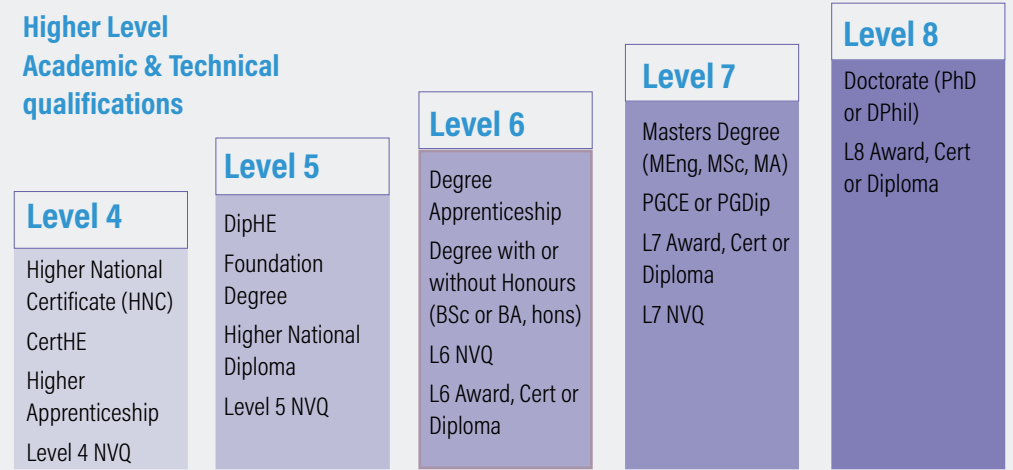 Higher Level
Academic & Technical
qualifications
Level 4
Higher National
Certificate (HNC)
CertHE
Higher
Apprenticeship
Level 4 NVQ
Level 5
DipHE
Foundation
Degree
Higher National
Diploma
Level 5 NVQ
Level 6
Degree
Apprenticeship
Degree with or
without Honours
(BSc or BA, hons)
L6 NVQ
L6 Award, Cert or
Diploma
Level 7
Masters Degree
(MEng, MSc, MA)
PGCE or PGDip
L7 Award, Cert or
Diploma
L7 NVQ
Level 8
Doctorate (PhD
or DPhil)
L8 Award, Cert
or Diploma